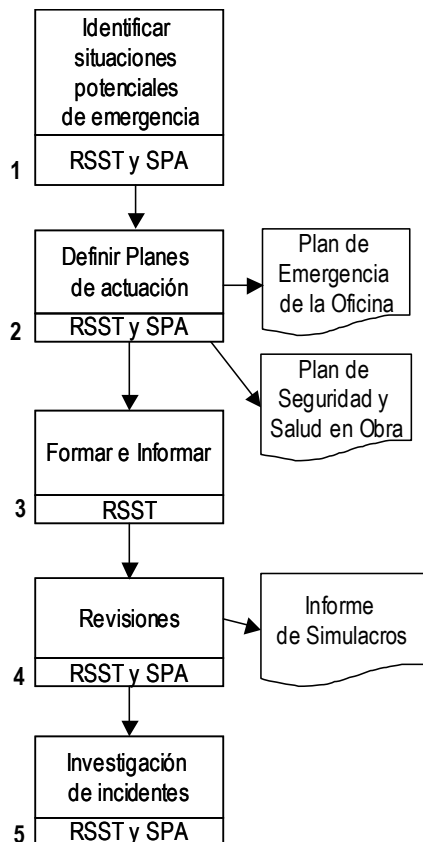 Identificar
situaciones
potenciales
de emergencia
1
RSST y SPA
Definir Planes
de actuación
2
RSST y SPA
Plan de
Emergencia
de la Oficina
Plan de
Seguridad y
Salud en Obra
Formar e Informar
3
RSST
Revisiones
4
RSST y SPA
Informe
de Simulacros
Investigación
de incidentes
5
RSST y SPA